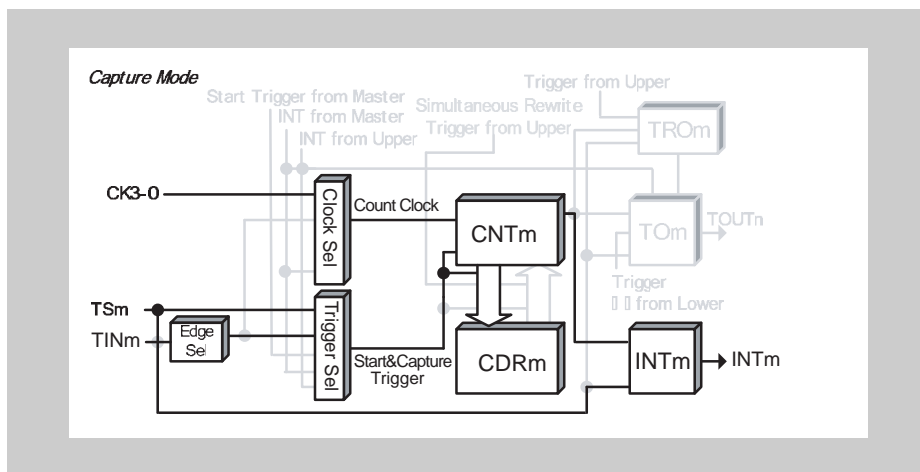 Capture Mode
Trigger from Upper
Start Trigger from Master
Simultaneous Rewrite
INT from Master
Trigger from Upper
TROm
INT from Upper
CK3-0
Clock Sel
Count Clock
CNTm
TOm
TOUTn
Trigger
from Lower
TSm
TINm
Edge
Sel
Trigger Sel
Start&Capture
Trigger
CDRm
INTm
INTm